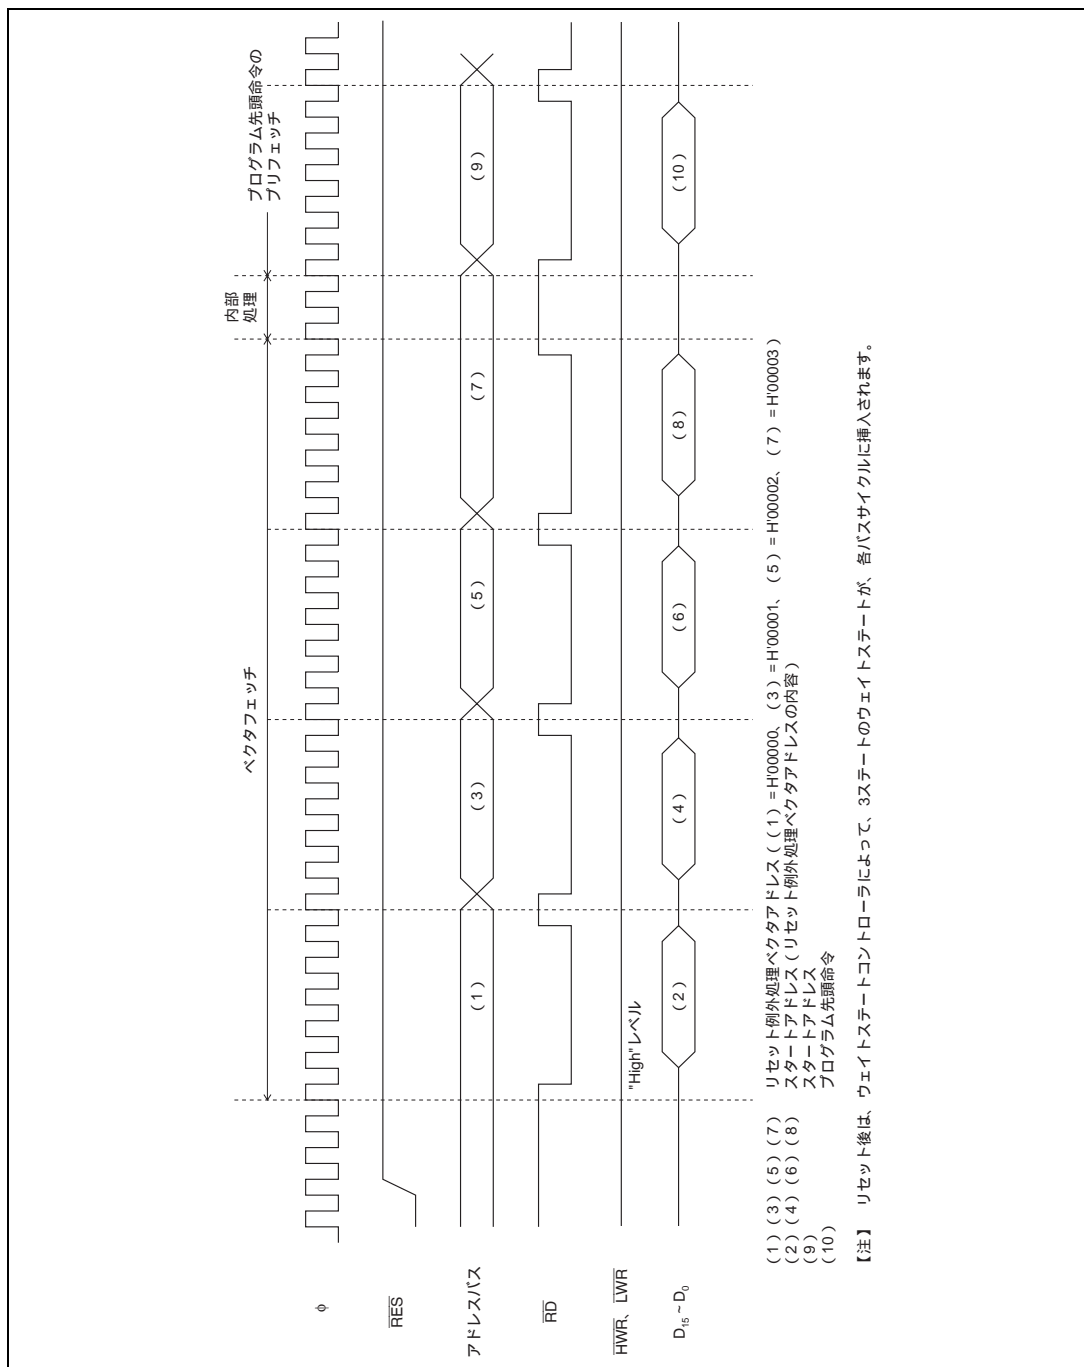 ベクタフェッチ
内部
処理
プログラム先頭命令の
プリフェッチ
φ
RES
アドレスバス
(1)
(3)
(5)
(7)
(9)
RD
HWR、LWR
"High"レベル
D15 ~ D0
(2)
(4)
(6)
(8)
(10)
(1)(3)(5)(7) リセット例外処理ベクタアドレス((1)=H'00000、(3)=H'00001、(5)=H'00002、(7)=H'00003)
(2)(4)(6)(8) スタートアドレス(リセット例外処理ベクタアドレスの内容)
(9) スタートアドレス
(10) プログラム先頭命令
【注】 リセット後は、ウェイトステートコントローラによって、3ステートのウェイトステートが、各バスサイクルに挿入されます。